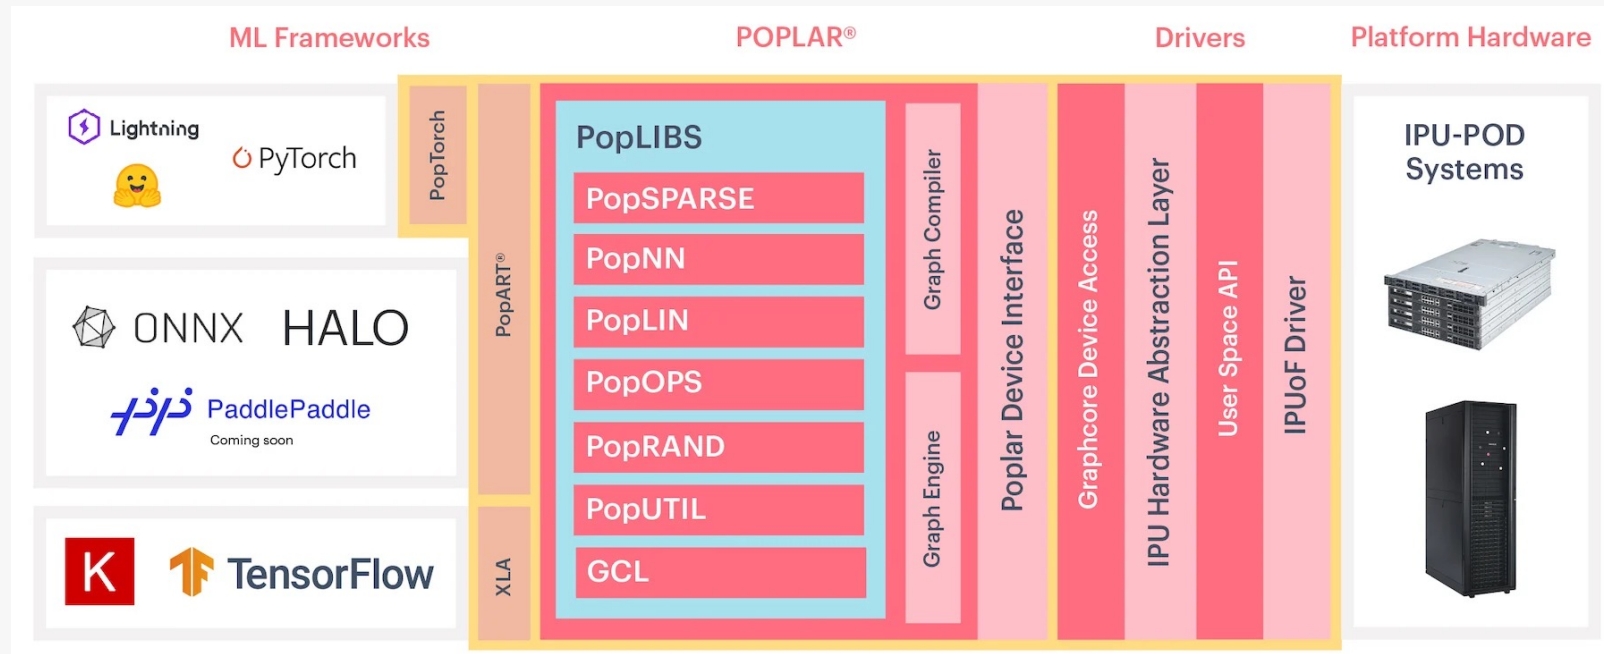 ML Frameworks
POPLAR®
Drivers
Platform Hardware
Lightning
PyTorch
PopTorch
ONNX
HALO
PaddlePaddle
Coming soon
PopART®
K
TensorFlow
XLA
PopLIBS
PopSPARSE
PopNN
PopLIN
PopOPS
PopRAND
PopUTIL
GCL
Graph Compiler
Graph Engine
Poplar Device Interface
Graphcore Device Access
IPU Hardware Abstraction Layer
User Space API
IPUoF Driver
IPU-POD
Systems